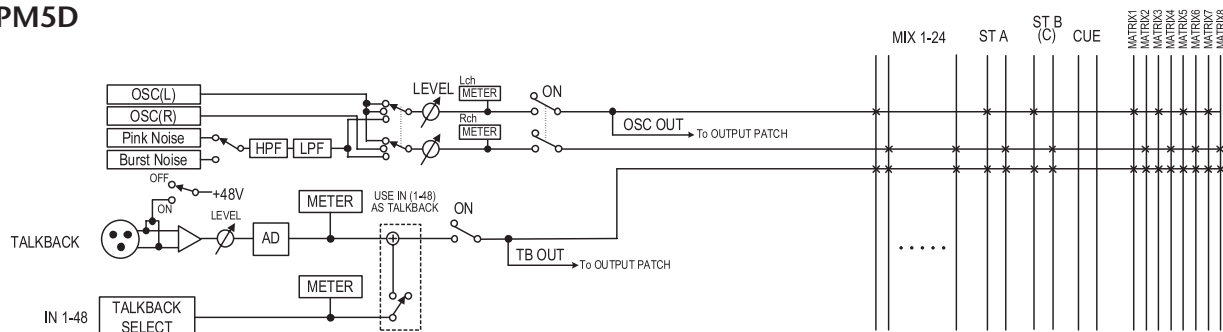 PM5D
MIX 1-24
ST A
ST B
(C)
CUE
MATRIX1
MATRIX2
MATRIX3
MATRIX4
MATRIX5
MATRIX6
MATRIX7
MATRIX8
OSC(L)
OSC(R)
Pink Noise
Burst Noise
HPF
LPF
LEVEL
Lch
METER
Rch
METER
ON
OSC OUT
To OUTPUT PATCH
OFF
+48V
ON
LEVEL
TALKBACK
AD
METER
USE IN (1-48)
AS TALKBACK
ON
TB OUT
To OUTPUT PATCH
.....
METER
IN 1-48
TALKBACK
SELECT